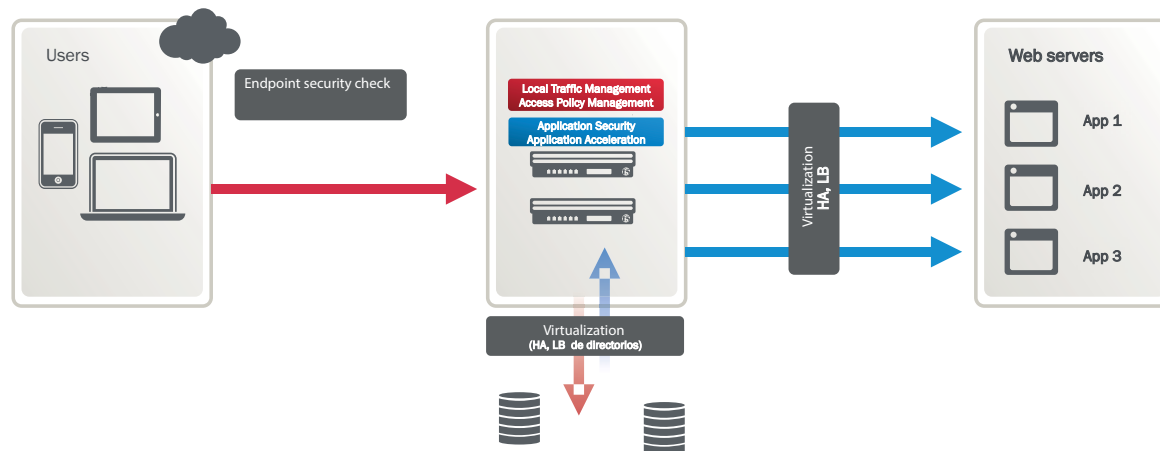 Users
Endpoint security check
Local Traffic Management
Access Policy Management
Application Security
Application Acceleration
Virtualization
HA, LB
Web servers
App 1
App 2
App 3
Virtualization
(HA, LB de directorios)